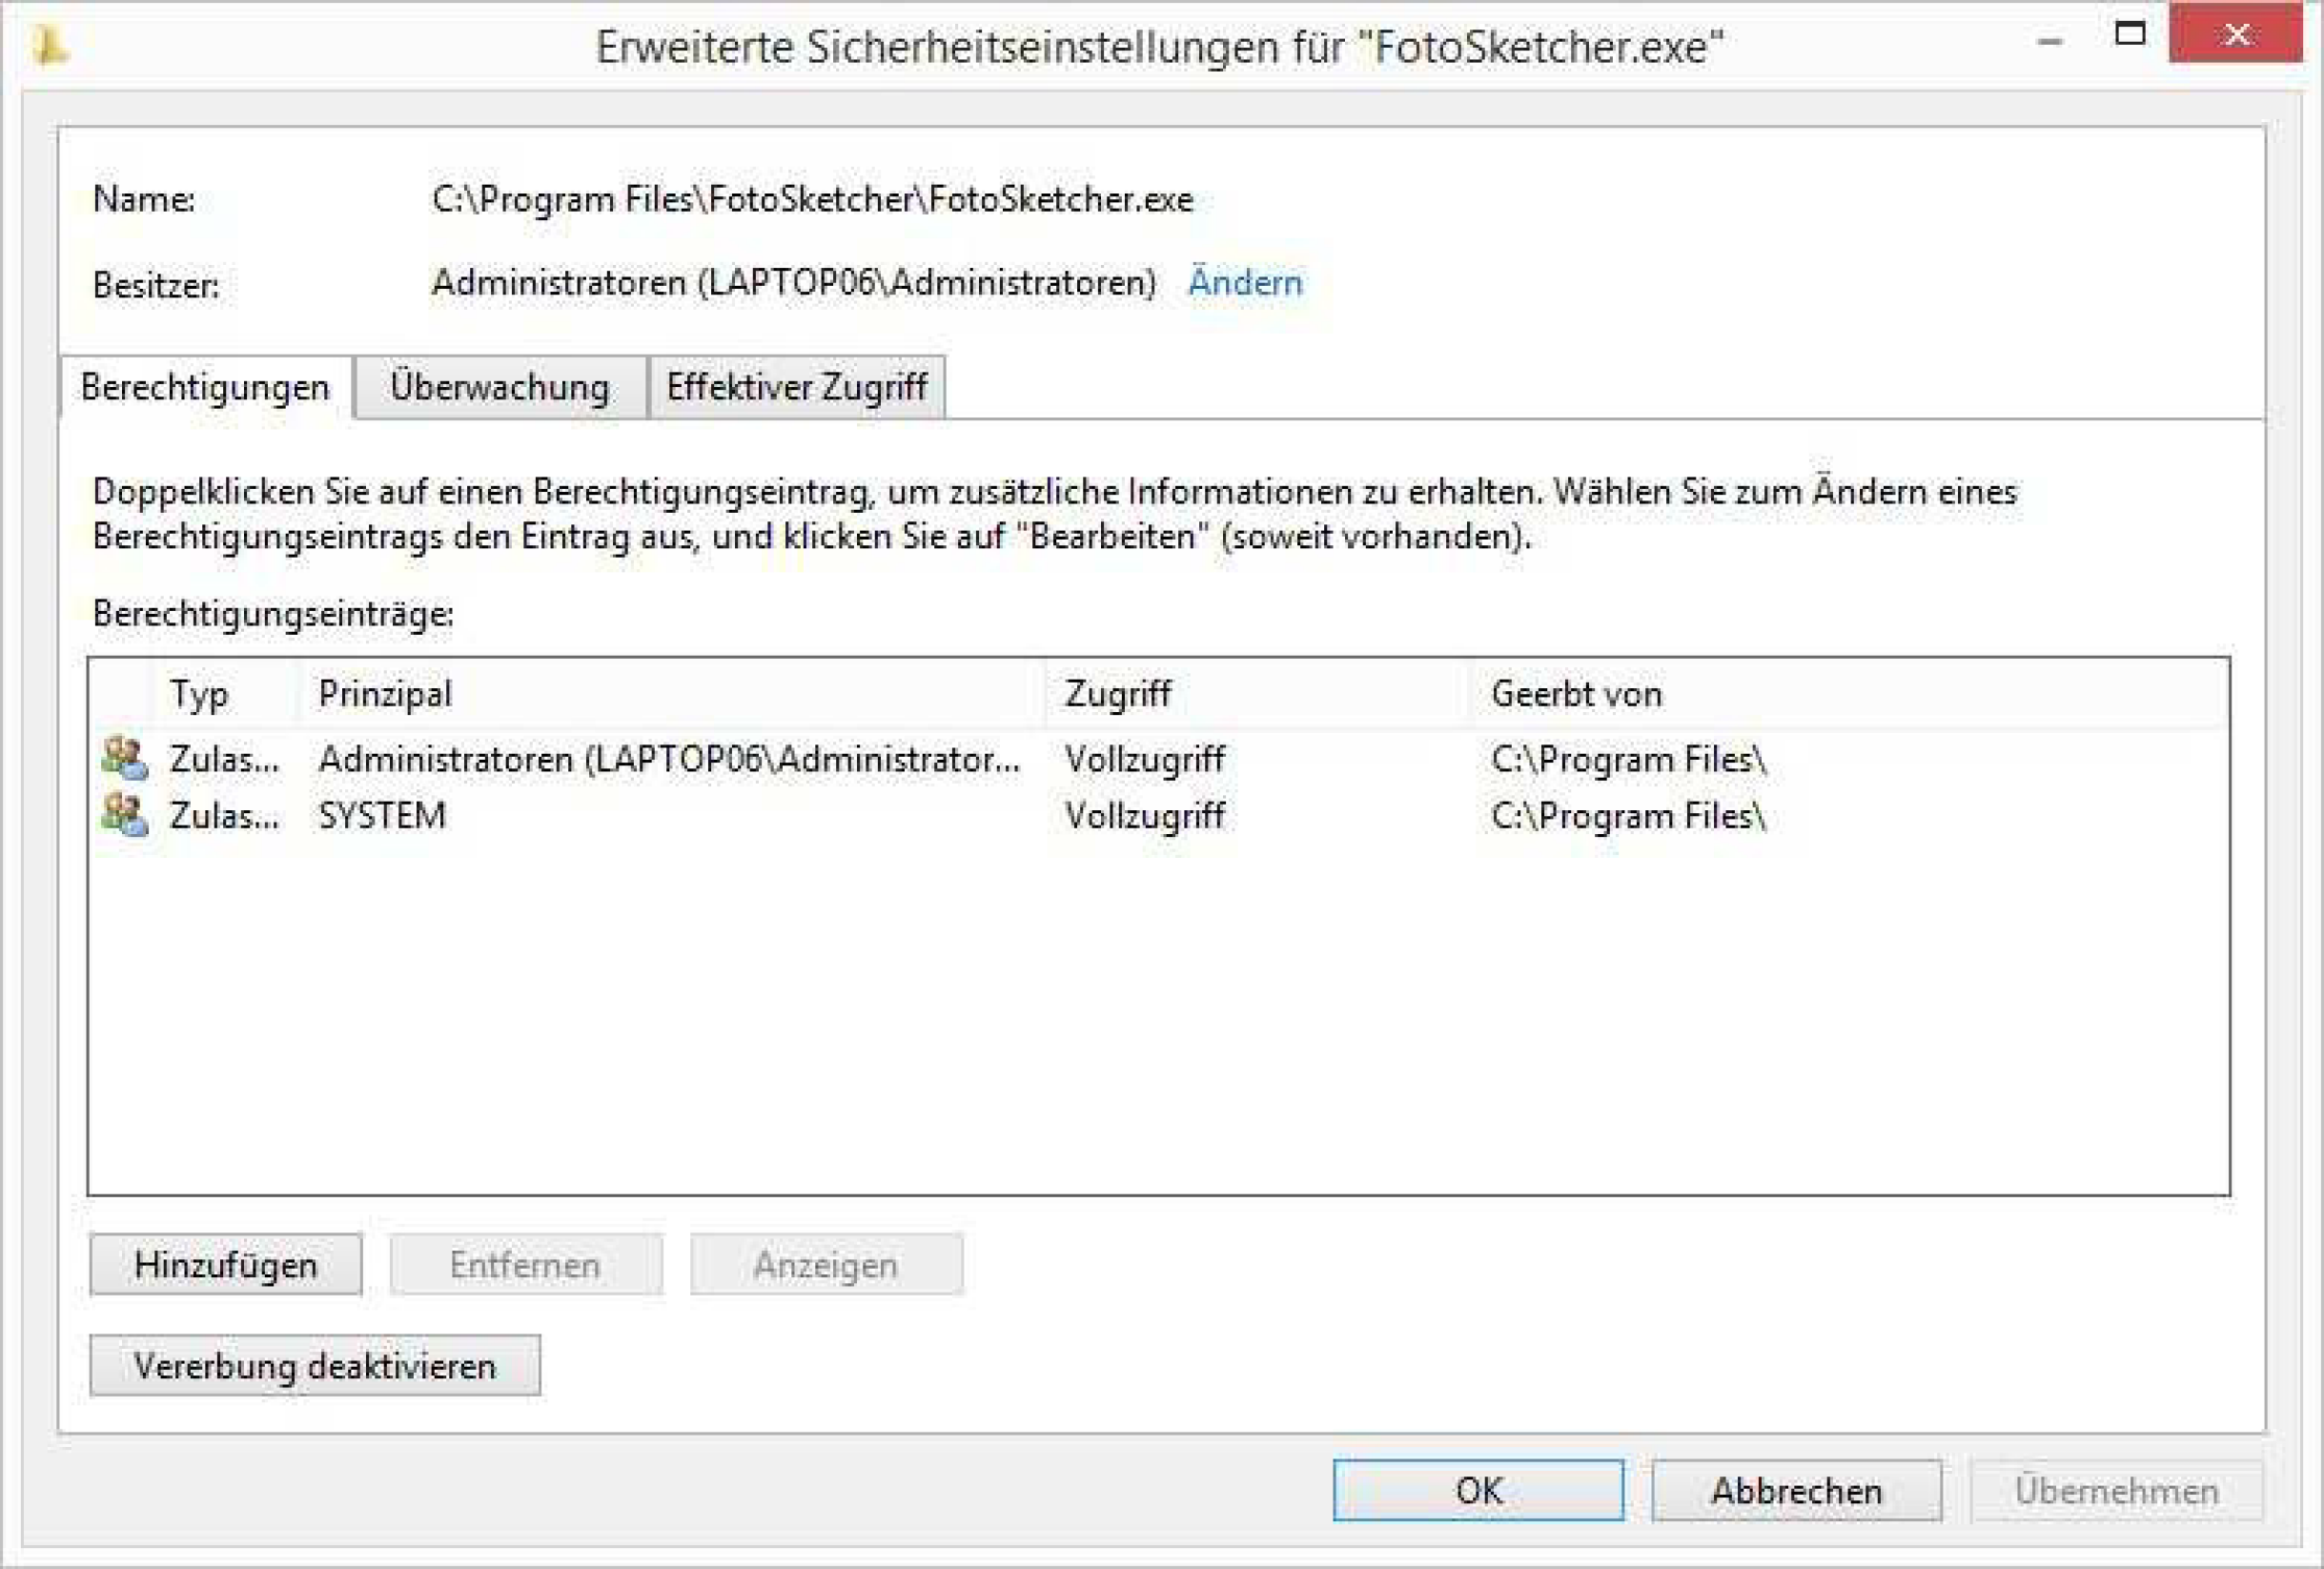 Erweiterte Sicherheitseinstellungen für "FotoSketcher.exe"
Name: C:\Program Files\FotoSketcher\FotoSketcher.exe
Besitzer: Administratoren (LAPTOP06\Administratoren) Ändern
Berechtigungen Überwachung Effektiver Zugriff
Doppelklicken Sie auf einen Berechtigungseintrag, um zusätzliche Informationen zu erhalten. Wählen Sie zum Ändern eines
Berechtigungseintrags den Eintrag aus, und klicken Sie auf "Bearbeiten" (soweit vorhanden).
Berechtigungseinträge:
Typ Prinzipal Zugriff Geerbt von
Zulas... Administratoren (LAPTOP06\Administrator... Vollzugriff C:\Program Files\
Zulas... SYSTEM Vollzugriff C:\Program Files\
Hinzufügen Entfernen Anzeigen
Vererbung deaktivieren
OK Abbrechen Übernehmen